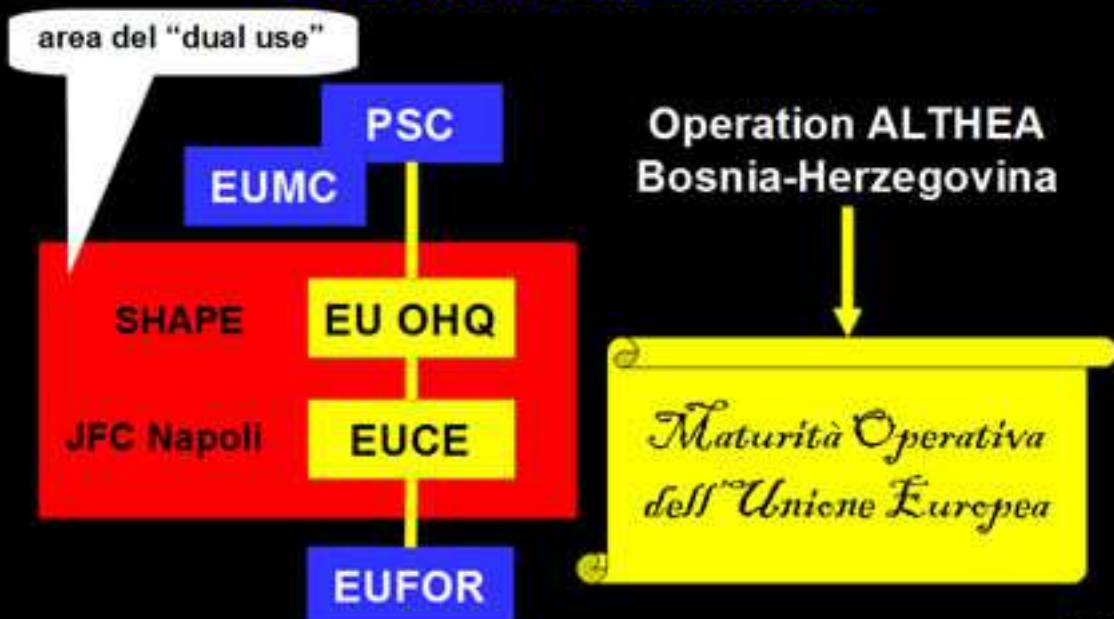 area del “dual use”
PSC
EUMC
Operation ALTHEA
Bosnia-Herzegovina
SHAPE
EU OHQ
JFC Napoli
EUCE
EUFOR
Maturità Operativa
dell’Unione Europea